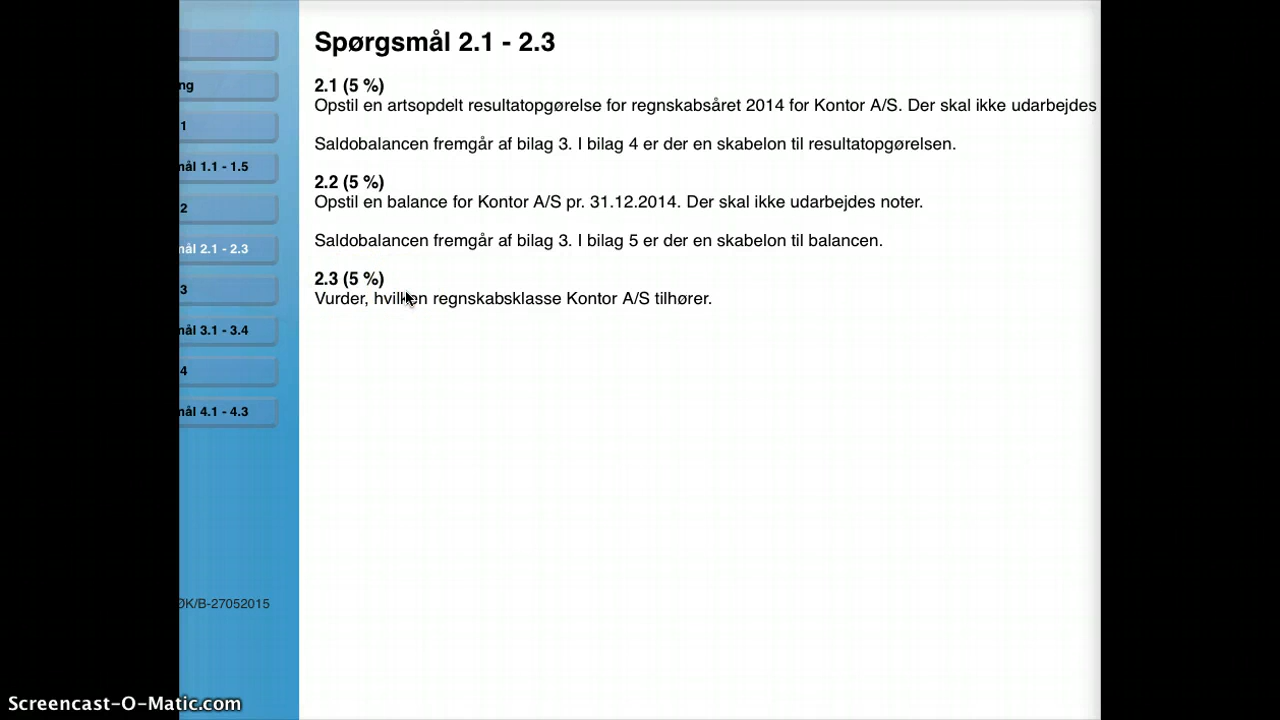 Spørgsmål 2.1 - 2.3
2.1 (5 %)
Opstil en artsopdelt resultatopgørelse for regnskabsåret 2014 for Kontor A/S. Der skal ikke udarbejdes
Saldobalancen fremgår af bilag 3. I bilag 4 er der en skabelon til resultatopgørelsen.
2.2 (5 %)
Opstil en balance for Kontor A/S pr. 31.12.2014. Der skal ikke udarbejdes noter.
Saldobalancen fremgår af bilag 3. I bilag 5 er der en skabelon til balancen.
2.3 (5 %)
Vurder, hvilken regnskabsklasse Kontor A/S tilhører.
ng
1
mål 1.1 - 1.5
2
mål 2.1 - 2.3
3
mål 3.1 - 3.4
4
mål 4.1 - 4.3
ØK/B-27052015
Screencast-O-Matic.com